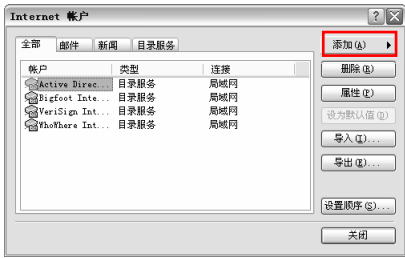 Internet 帐户
全部 邮件 新闻 目录服务
添加(A)
帐户 类型 连接
Active Direc... 目录服务 局域网
Bigfoot Inte... 目录服务 局域网
VeriSign Int... 目录服务 局域网
WhoWhere Int... 目录服务 局域网
删除(R)
属性(P)
设为默认值(D)
导入(I)...
导出(E)...
设置顺序(S)...
关闭